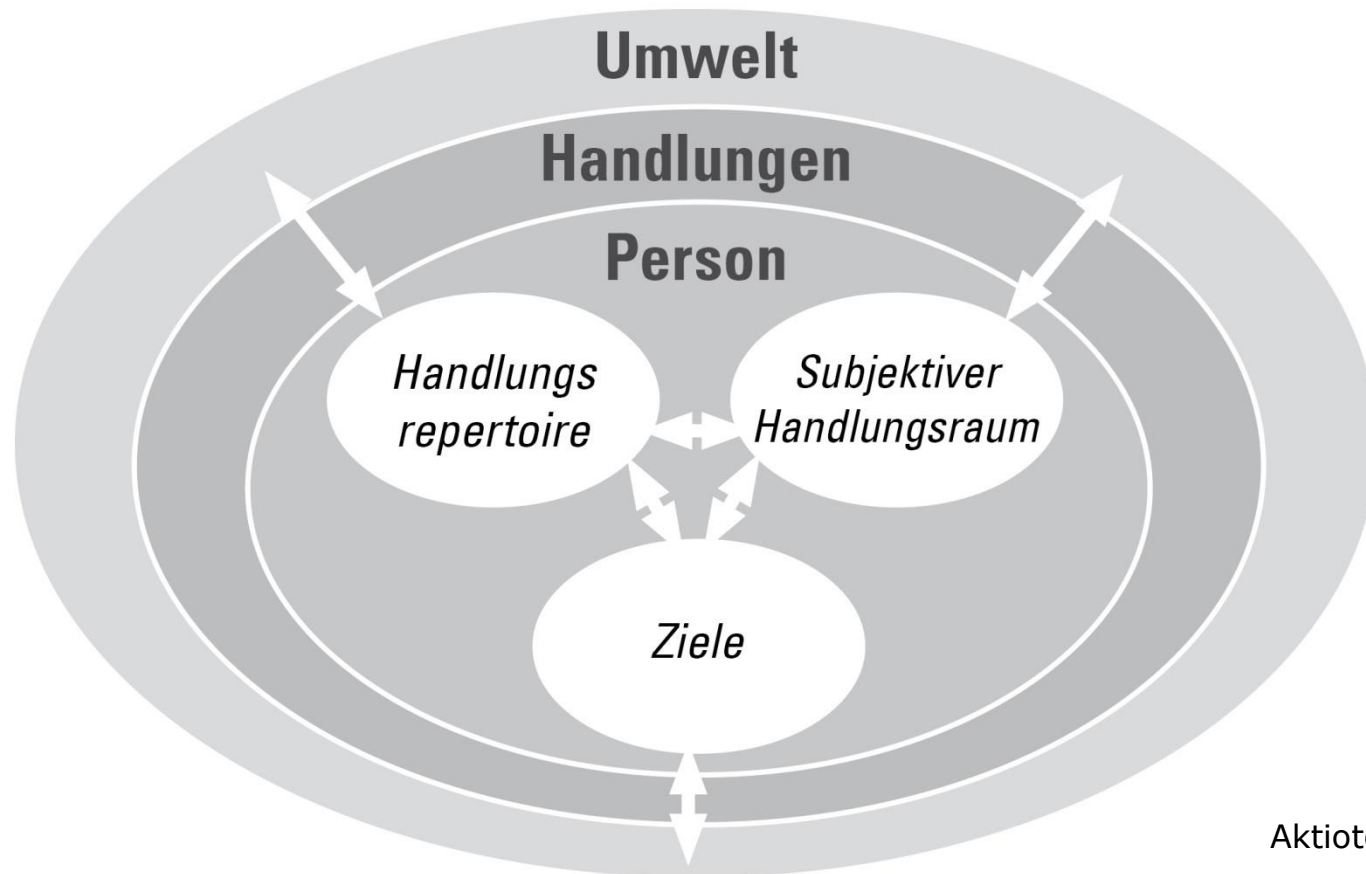 Umwelt
Handlungen
Person
Handlungs
repertoire
Subjektiver
Handlungsraum
Ziele